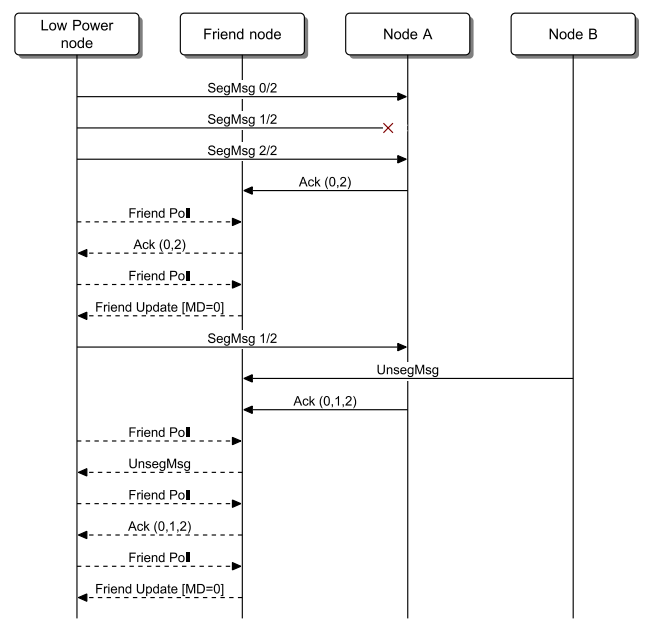 Low Power
node
Friend node
Node A
Node B
SegMsg 0/2
SegMsg 1/2
SegMsg 2/2
Ack (0,2)
Friend Poll
Ack (0,2)
Friend Poll
Friend Update [MD=0]
SegMsg 1/2
UnsegMsg
Ack (0,1,2)
Friend Poll
UnsegMsg
Friend Poll
Ack (0,1,2)
Friend Poll
Friend Update [MD=0]